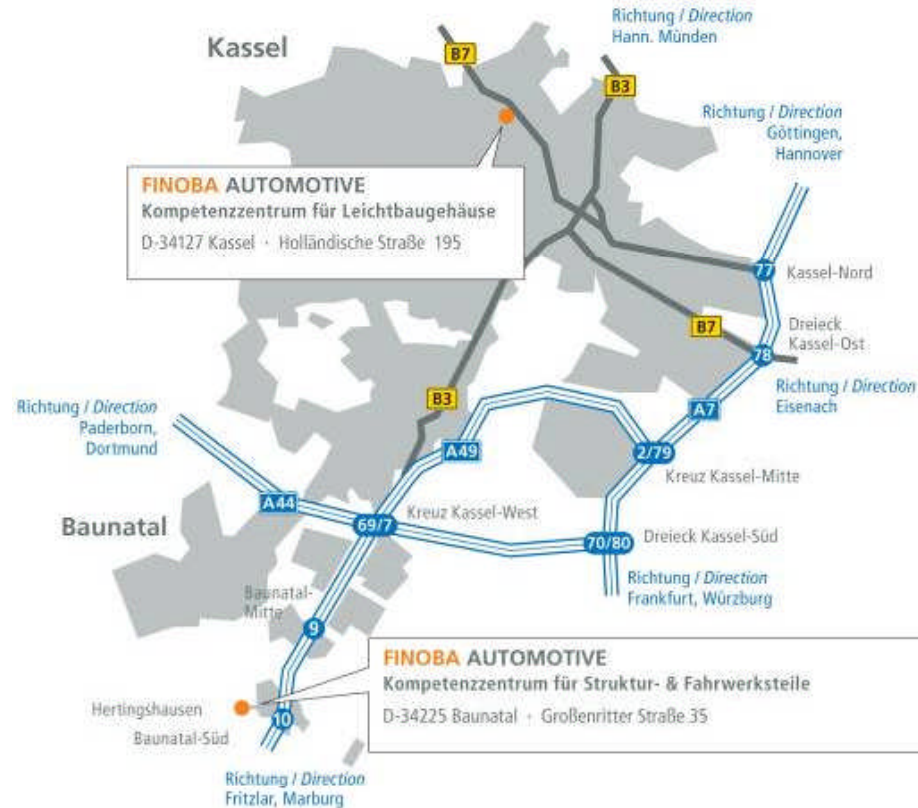 Richtung / Direction
Hann. Münden
Kassel
B7
B3
Richtung / Direction
Göttingen,
Hannover
FINOBA AUTOMOTIVE
Kompetenzzentrum für Leichtbaugehäuse
D-34127 Kassel · Holländische Straße 195
77
Kassel-Nord
B7
Dreieck
Kassel-Ost
78
Richtung / Direction
Eisenach
B3
A7
Richtung / Direction
Paderborn,
Dortmund
A49
2/79
Kreuz Kassel-Mitte
A44
Kreuz Kassel-West
Baunatal
69/7
70/80
Dreieck Kassel-Süd
Richtung / Direction
Frankfurt, Würzburg
Baunatal-
Mitte
9
FINOBA AUTOMOTIVE
Kompetenzzentrum für Struktur- & Fahrwerksteile
D-34225 Baunatal · Großenritter Straße 35
Hertingshausen
10
Baunatal-Süd
Richtung / Direction
Fritzlar, Marburg